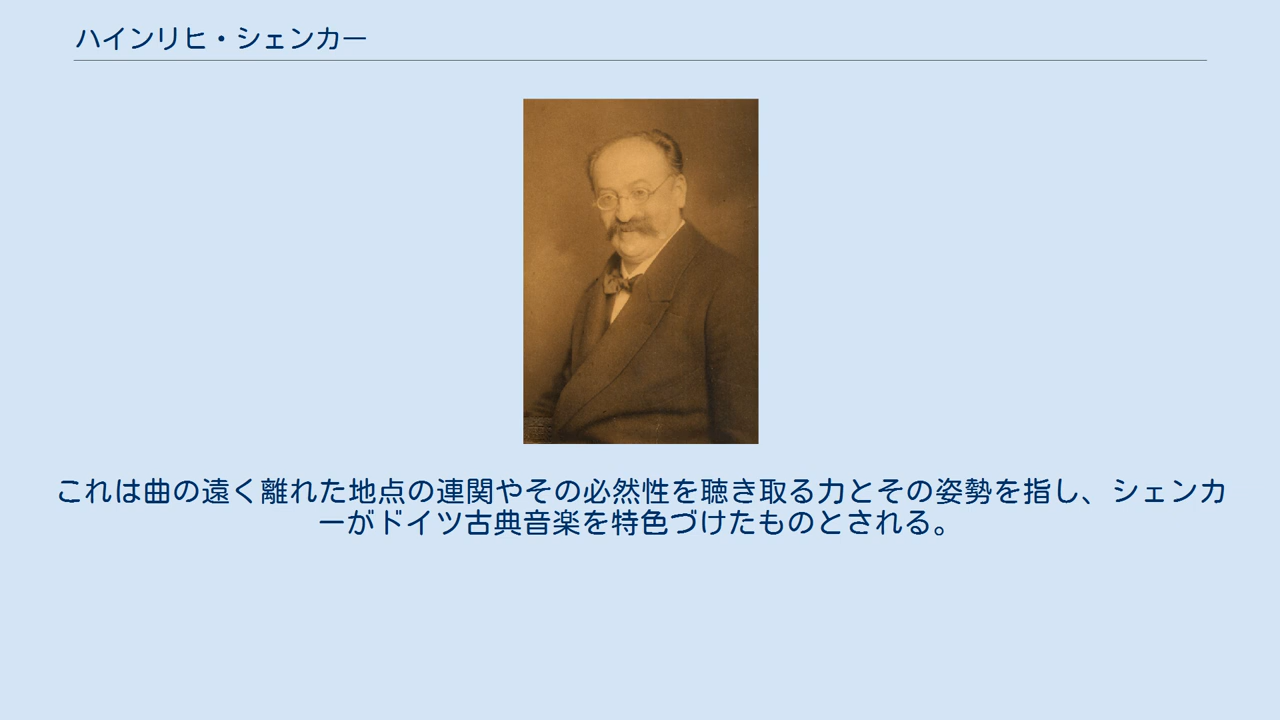 ハインリヒ・シェンカー
これは曲の遠く離れた地点の連関やその必然性を聴き取る力とその姿勢を指し、シェンカ
ーがドイツ古典音楽を特色づけたものとされる。